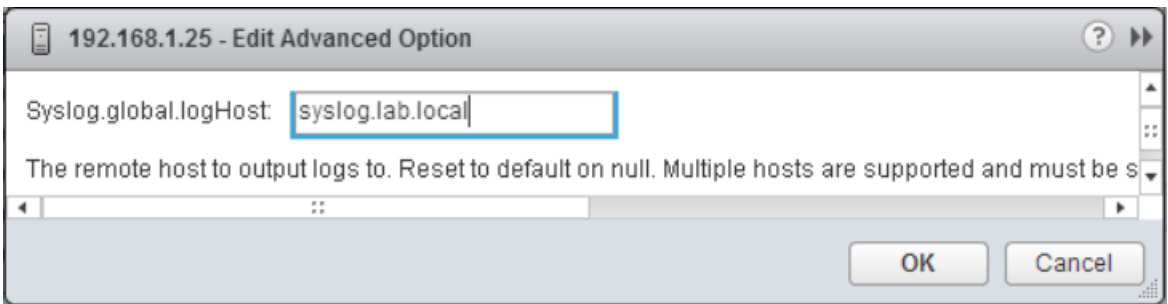 192.168.1.25 - Edit Advanced Option
Syslog.global.logHost: syslog.lab.local
The remote host to output logs to. Reset to default on null. Multiple hosts are supported and must be s
OK Cancel